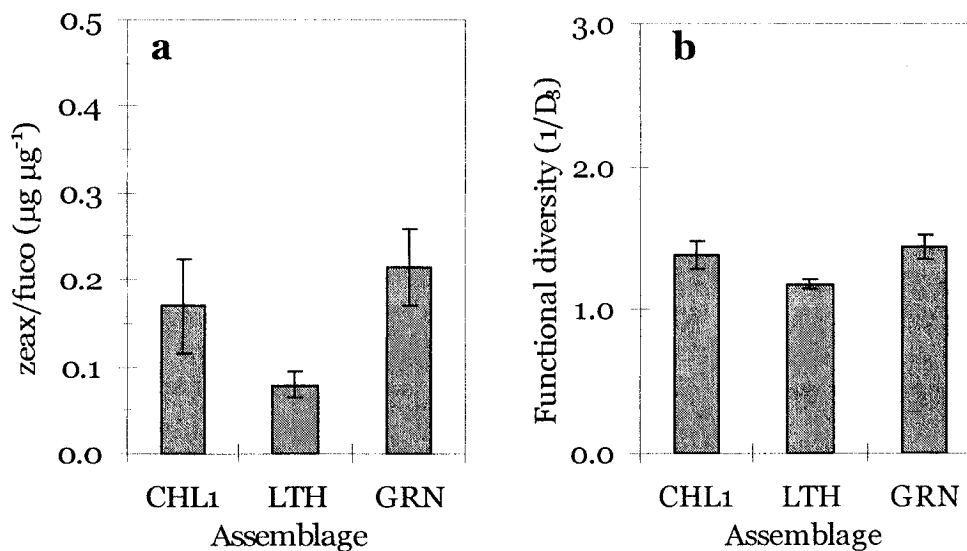 a
zeax/fuco (µg µg⁻¹)
0.5
0.4
0.3
0.2
0.1
0.0
CHL1 LTH GRN
Assemblage
b
Functional diversity (1/D₃)
3.0
2.0
1.0
0.0
CHL1 LTH GRN
Assemblage